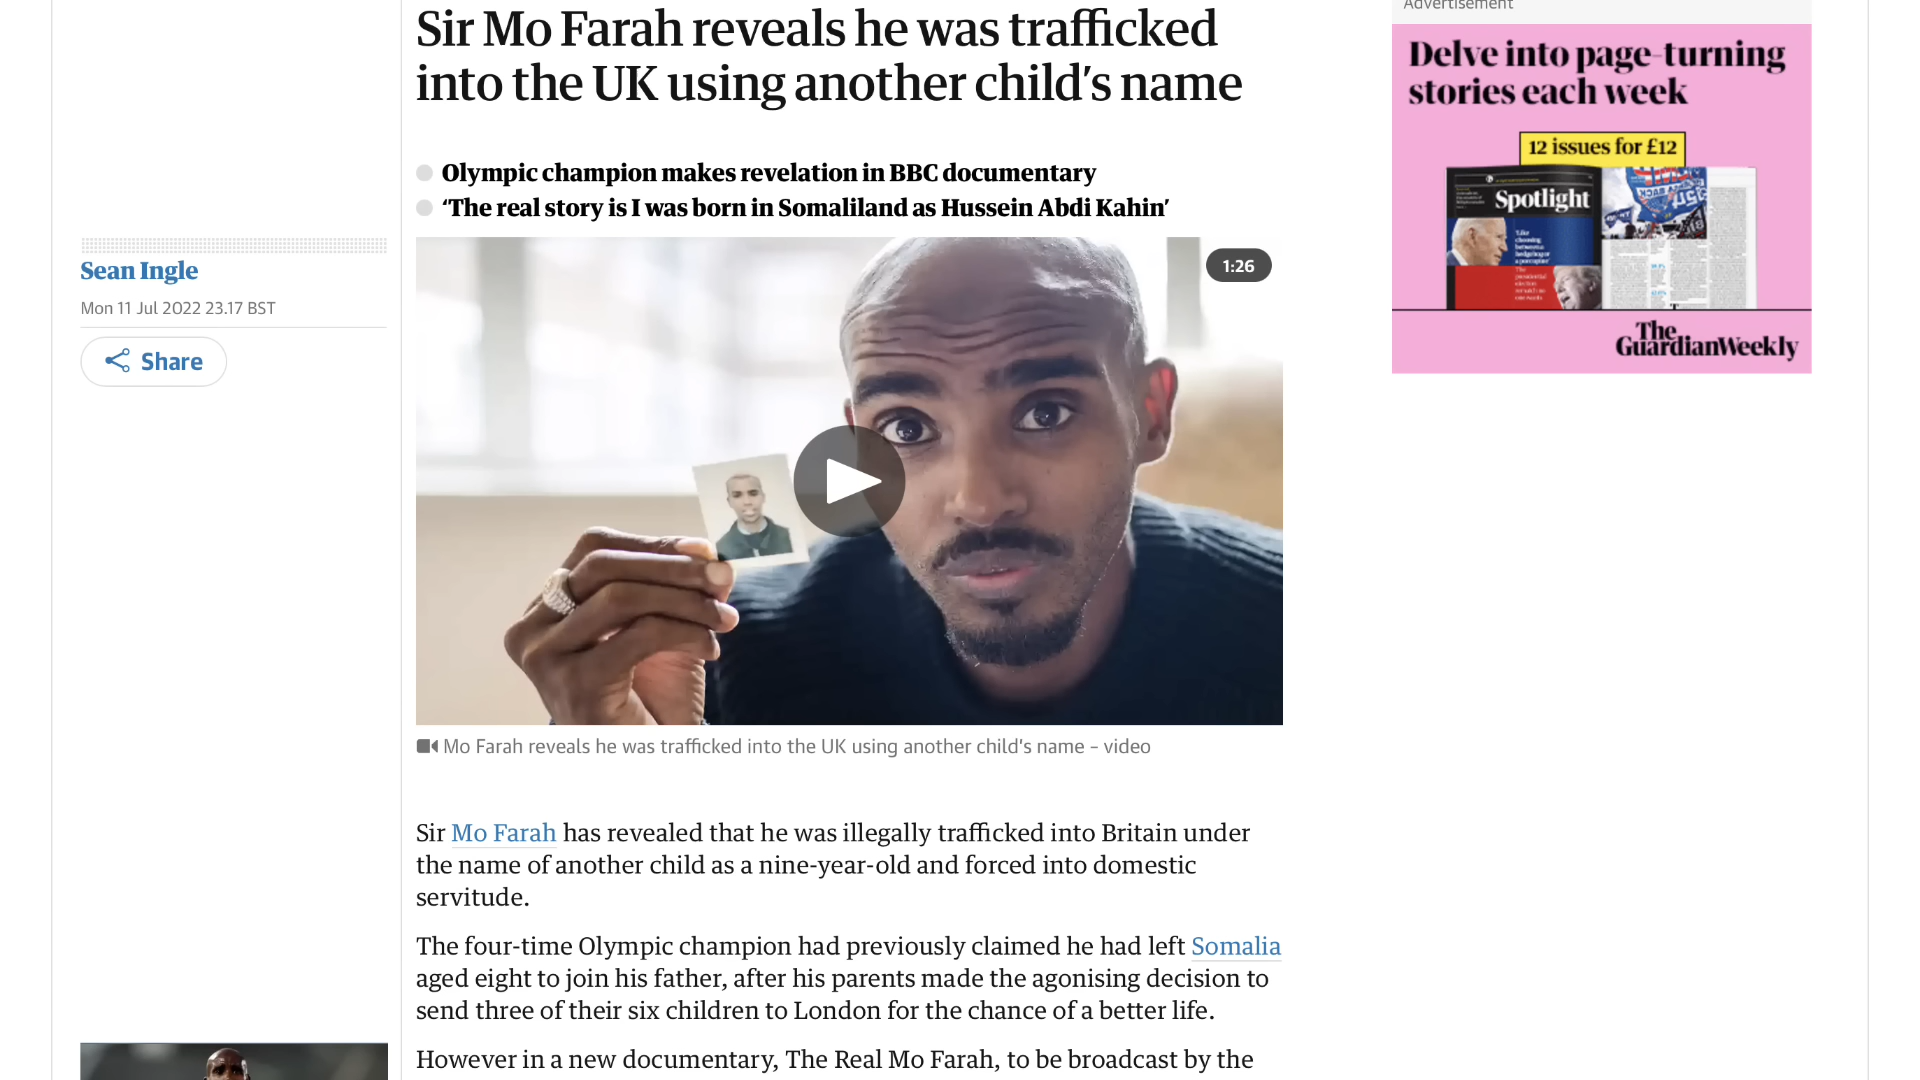 Sir Mo Farah reveals he was trafficked
into the UK using another child's name
Olympic champion makes revelation in BBC documentary
‘The real story is I was born in Somaliland as Hussein Abdi Kahin’
Sean Ingle
Mon 11 Jul 2022 23.17 BST
Share
1:26
Mo Farah reveals he was trafficked into the UK using another child's name – video
Sir Mo Farah has revealed that he was illegally trafficked into Britain under
the name of another child as a nine-year-old and forced into domestic
servitude.
The four-time Olympic champion had previously claimed he had left Somalia
aged eight to join his father, after his parents made the agonising decision to
send three of their six children to London for the chance of a better life.
However in a new documentary, The Real Mo Farah, to be broadcast by the
Advertisement
Delve into page-turning
stories each week
12 issues for £12
Spotlight
The
GuardianWeekly